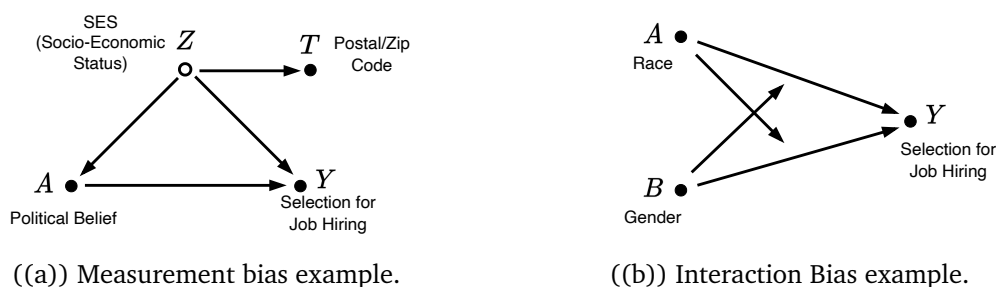 SES
(Socio-Economic
Status)
Z
T
Postal/Zip
Code
A
Political Belief
Y
Selection for
Job Hiring
((a)) Measurement bias example.
A
Race
B
Gender
Y
Selection for
Job Hiring
((b)) Interaction Bias example.